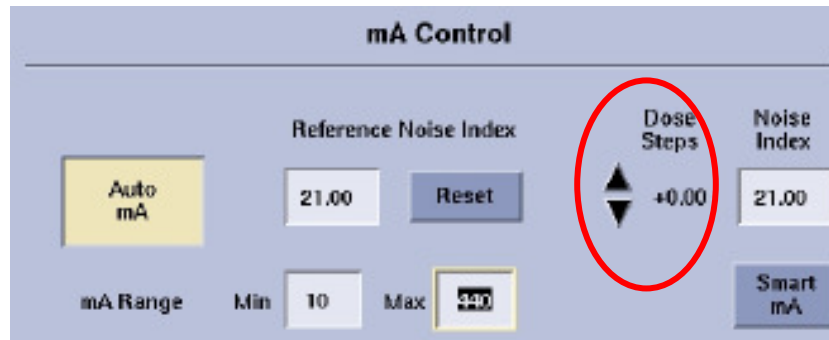 mA Control
Reference Noise Index
Dose
Steps
Noise
Index
Auto
mA
21.00
Reset
+0.00
21.00
mA Range
Min
10
Max
440
Smart
mA